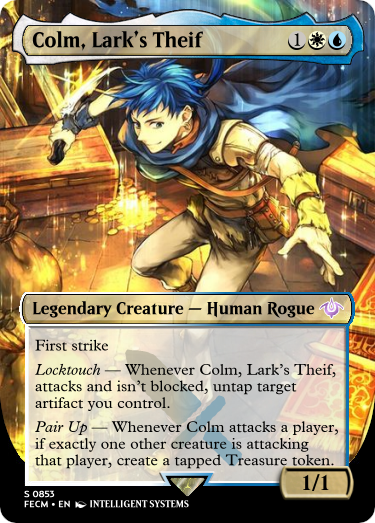 Colm, Lark's Theif 1
Legendary Creature — Human Rogue
First strike
Locktouch — Whenever Colm, Lark's Theif,
attacks and isn't blocked, untap target
artifact you control.
Pair Up — Whenever Colm attacks a player,
if exactly one other creature is attacking
that player, create a tapped Treasure token.
1/1
S 0853
FECM • EN INTELLIGENT SYSTEMS